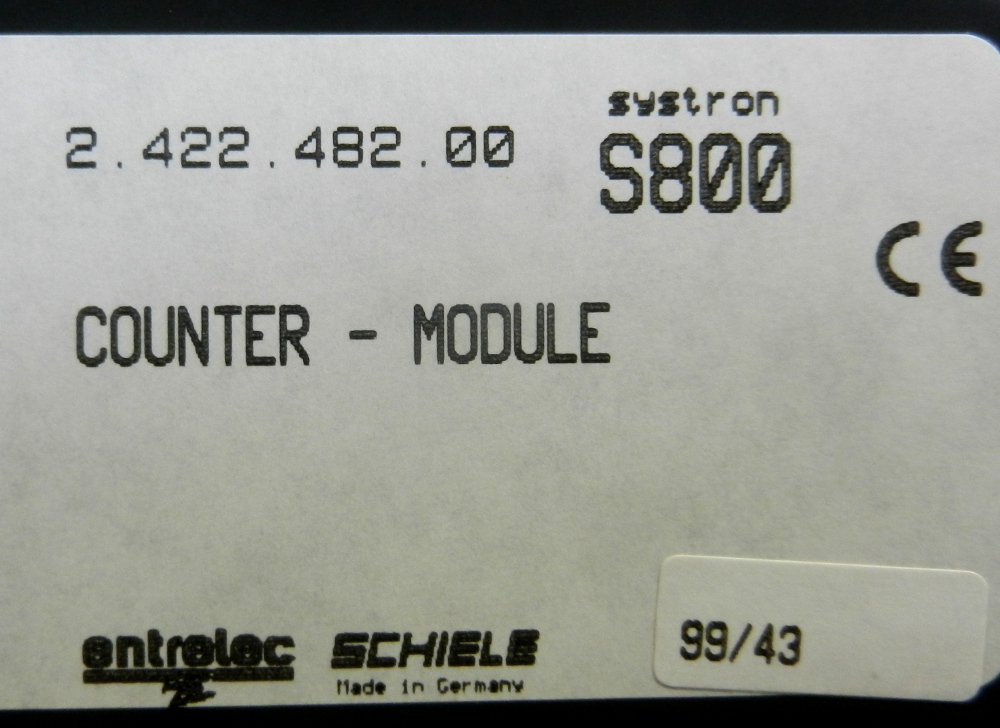 systron
2.422.482.00
S800
CE
COUNTER - MODULE
entrelec SCHIELE
Made in Germany
99/43